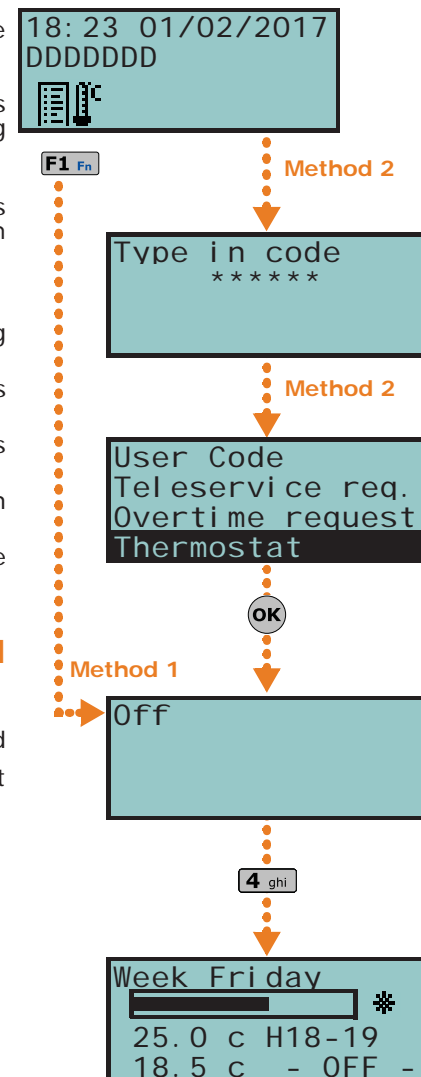 18:23 01/02/2017
DDDDDDD
°C
F1 Fn
Method 2
Type in code
******
Method 2
User Code
Teleservice req.
Overtime request
Thermostat
OK
Method 1
Off
4 ghi
Week Friday
25.0 c H18-19
18.5 c - OFF -